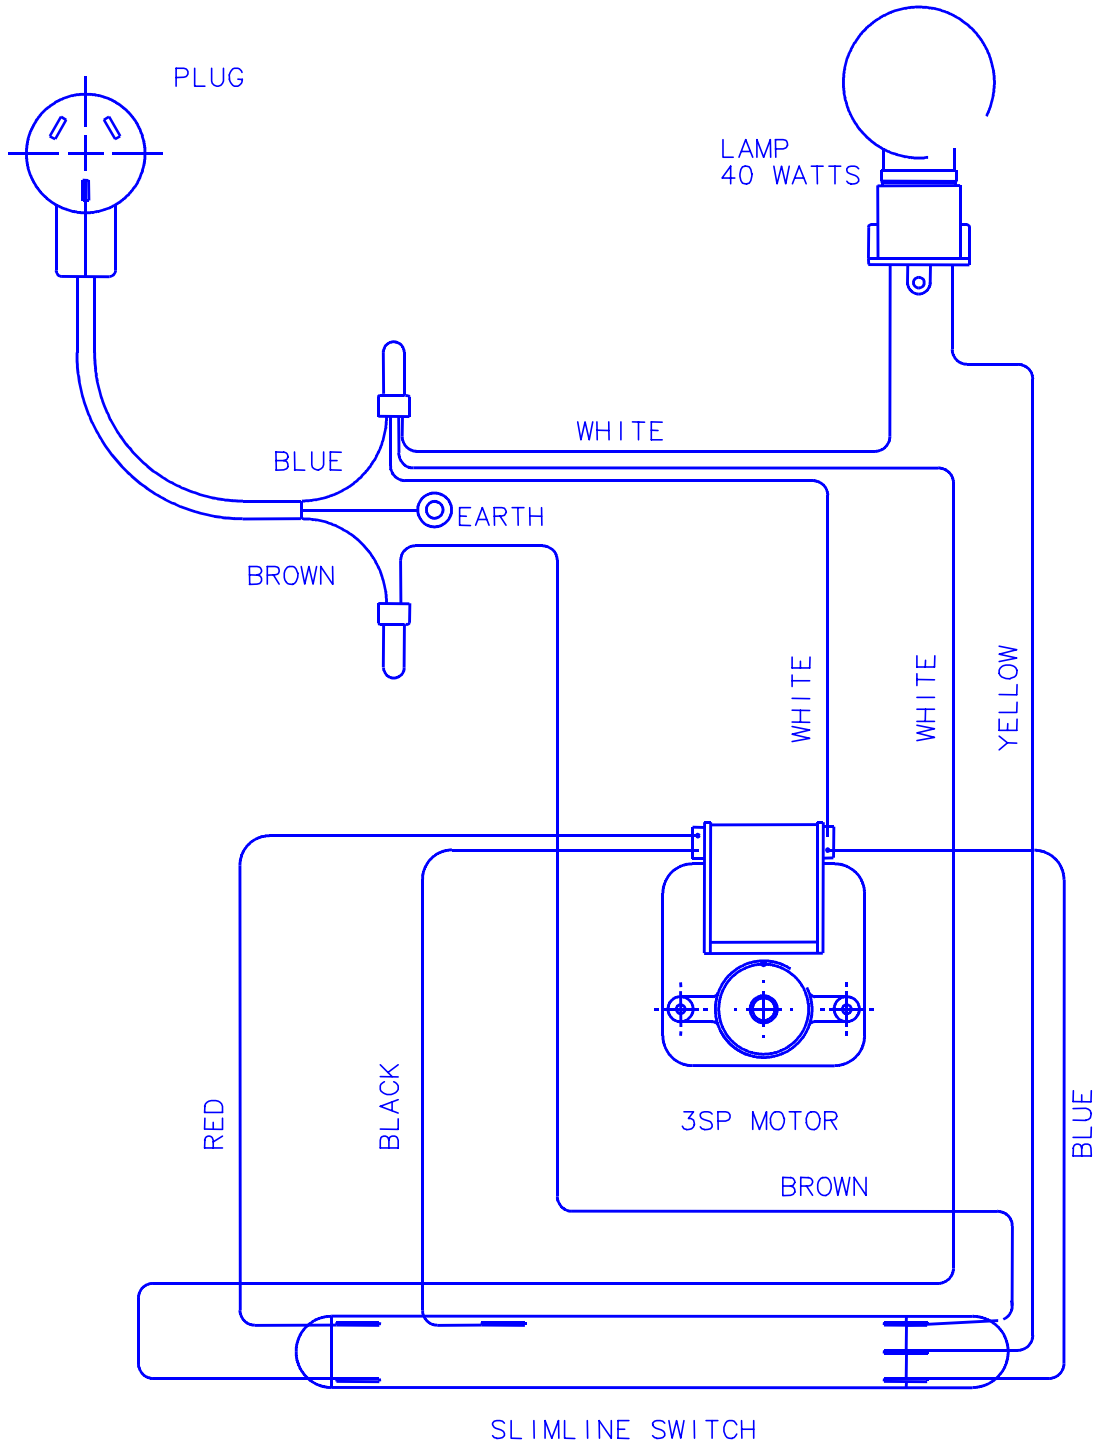 PLUG
LAMP
40 WATTS
WHITE
BLUE
EARTH
BROWN
WHITE
WHITE
YELLOW
RED
BLACK
3SP MOTOR
BLUE
BROWN
SLIMLINE SWITCH